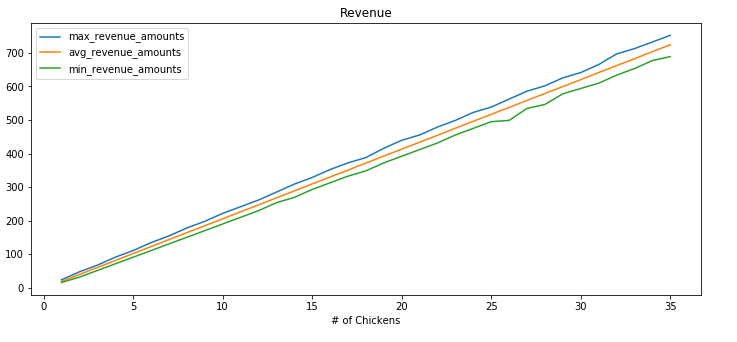 Revenue
max_revenue_amounts
avg_revenue_amounts
min_revenue_amounts
700
600
500
400
300
200
100
0
0 5 10 15 20 25 30 35
# of Chickens